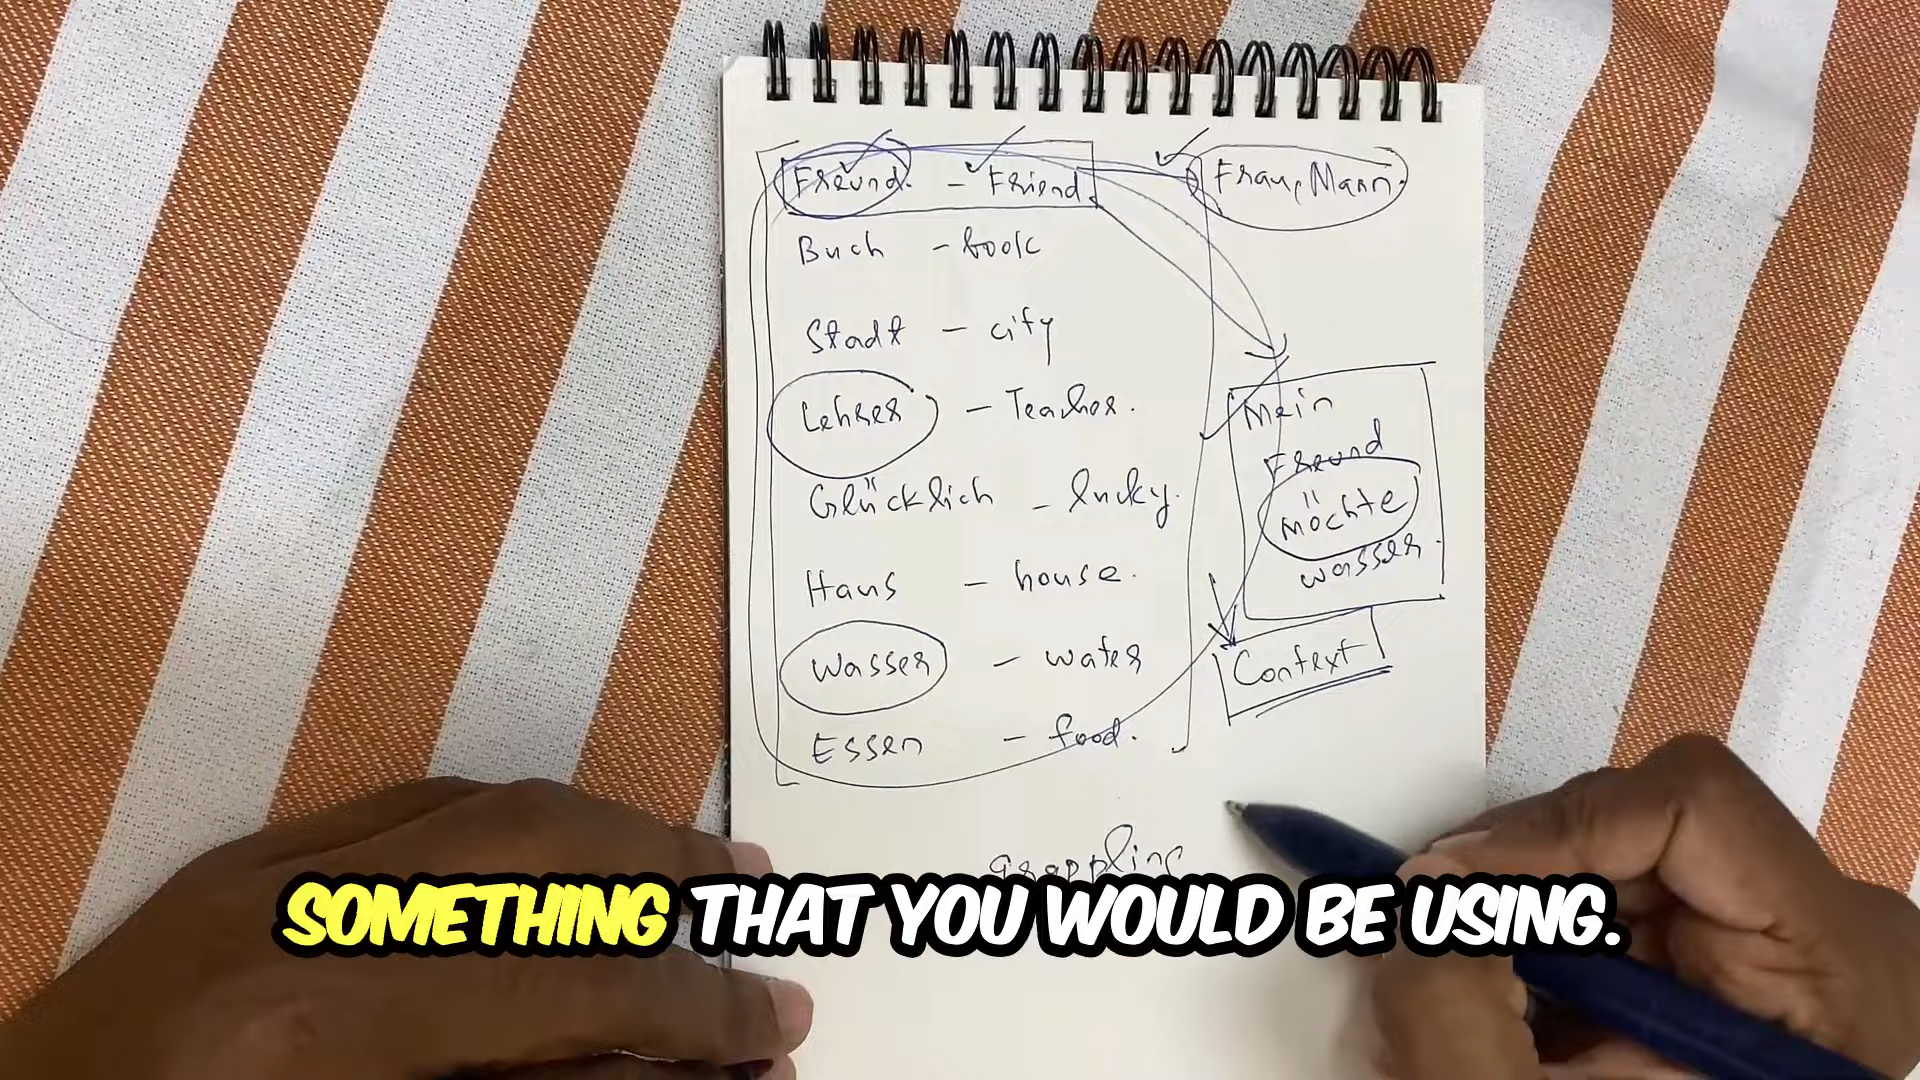 Freund. - Friend
Frau, Mann.
Buch - book
Stadt - city
Lehrer - Teacher.
Glücklich - lucky.
Haus - house.
Wasser - water
Essen - food.
Mein
Freund
möchte
wasser.
Context
grappling
SOMETHING THAT YOU WOULD BE USING.